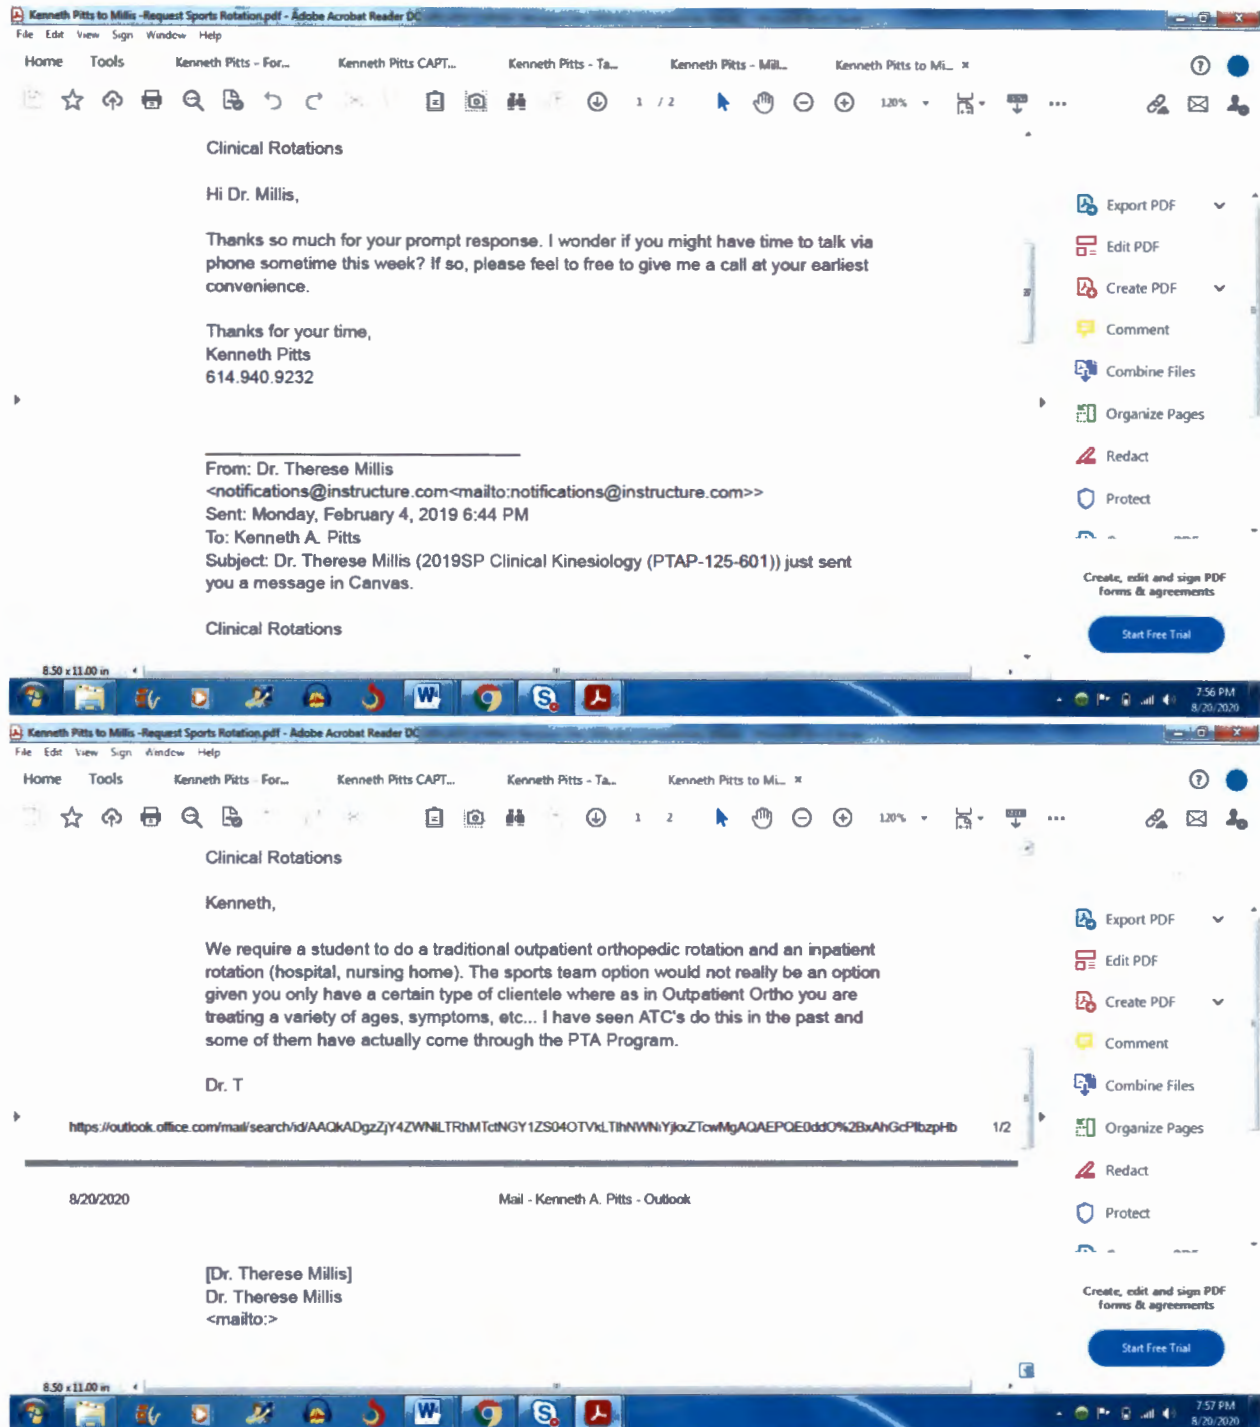 Kenneth Pitts to Millis -Request Sports Rotation.pdf - Adobe Acrobat Reader DC
File Edit View Sign Window Help
Home Tools Kenneth Pitts - For... Kenneth Pitts CAPT... Kenneth Pitts - Ta... Kenneth Pitts - Mill... Kenneth Pitts to Mi... ×
1 / 2 120%
Clinical Rotations
Hi Dr. Millis,
Thanks so much for your prompt response. I wonder if you might have time to talk via
phone sometime this week? If so, please feel to free to give me a call at your earliest
convenience.
Thanks for your time,
Kenneth Pitts
614.940.9232
From: Dr. Therese Millis
<notifications@instructure.com<mailto:notifications@instructure.com>>
Sent: Monday, February 4, 2019 6:44 PM
To: Kenneth A. Pitts
Subject: Dr. Therese Millis (2019SP Clinical Kinesiology (PTAP-125-601)) just sent
you a message in Canvas.
Clinical Rotations
Export PDF
Edit PDF
Create PDF
Comment
Combine Files
Organize Pages
Redact
Protect
Create, edit and sign PDF
forms & agreements
Start Free Trial
8.50 x 11.00 in
7:56 PM
8/20/2020
Kenneth Pitts to Millis -Request Sports Rotation.pdf - Adobe Acrobat Reader DC
File Edit View Sign Window Help
Home Tools Kenneth Pitts - For... Kenneth Pitts CAPT... Kenneth Pitts - Ta... Kenneth Pitts to Mi... ×
1 2 120%
Clinical Rotations
Kenneth,
We require a student to do a traditional outpatient orthopedic rotation and an inpatient
rotation (hospital, nursing home). The sports team option would not really be an option
given you only have a certain type of clientele where as in Outpatient Ortho you are
treating a variety of ages, symptoms, etc... I have seen ATC's do this in the past and
some of them have actually come through the PTA Program.
Dr. T
1/2
8/20/2020 Mail - Kenneth A. Pitts - Outlook
[Dr. Therese Millis]
Dr. Therese Millis
<mailto:>
Export PDF
Edit PDF
Create PDF
Comment
Combine Files
Organize Pages
Redact
Protect
Create, edit and sign PDF
forms & agreements
Start Free Trial
8.50 x 11.00 in
7:57 PM
8/20/2020